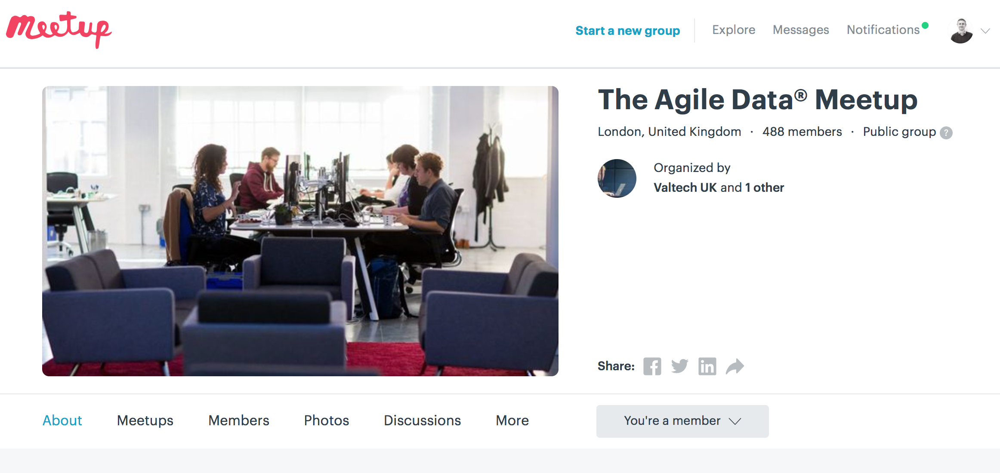 Meetup
Start a new group
Explore
Messages
Notifications
The Agile Data® Meetup
London, United Kingdom · 488 members · Public group ?
Organized by
Valtech UK and 1 other
Share:
About
Meetups
Members
Photos
Discussions
More
You're a member